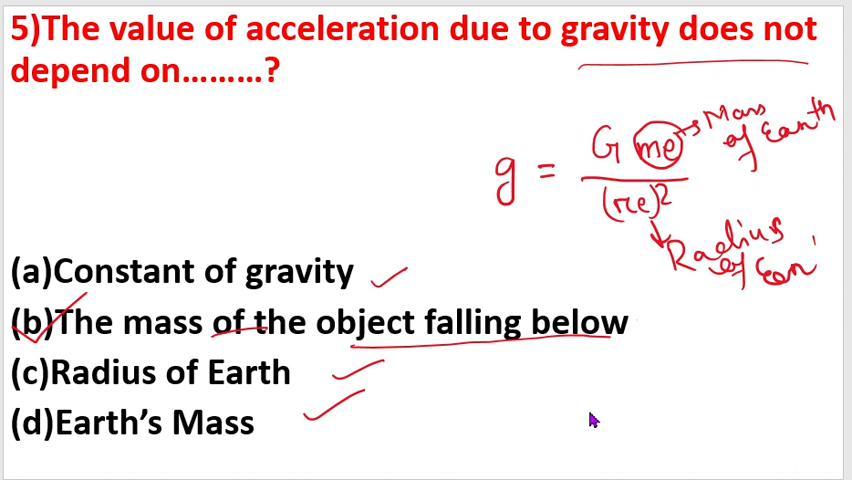 5)The value of acceleration due to gravity does not
depend on.........?
g = G me / (re)2
Mass
of Earth
Radius
of
(a)Constant of gravity
(b)The mass of the object falling below
(c)Radius of Earth
(d)Earth’s Mass